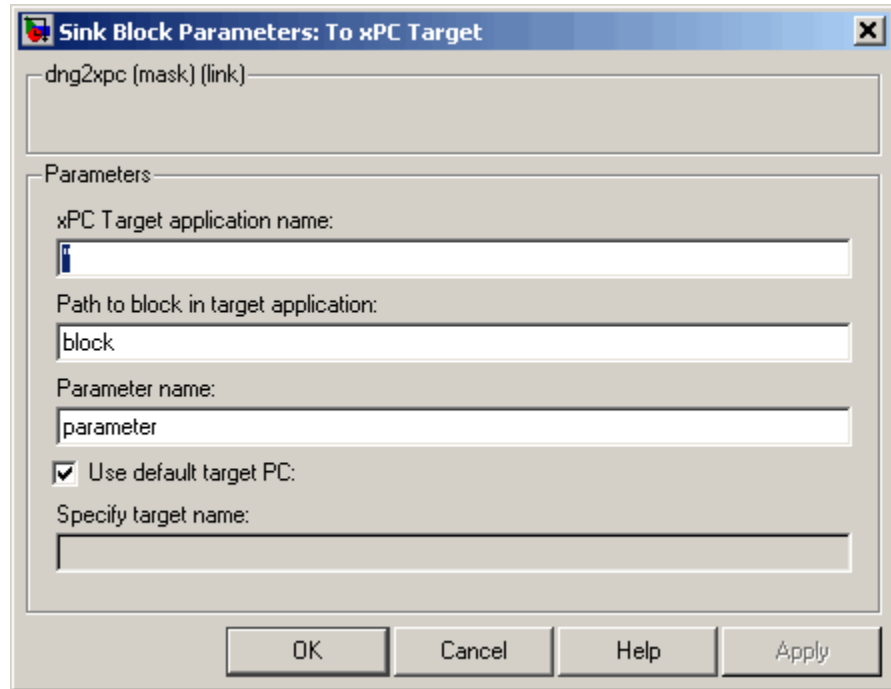 Sink Block Parameters: To xPC Target
dng2xpc (mask) (link)
Parameters
xPC Target application name:
''
Path to block in target application:
block
Parameter name:
parameter
Use default target PC:
Specify target name:
OK Cancel Help Apply